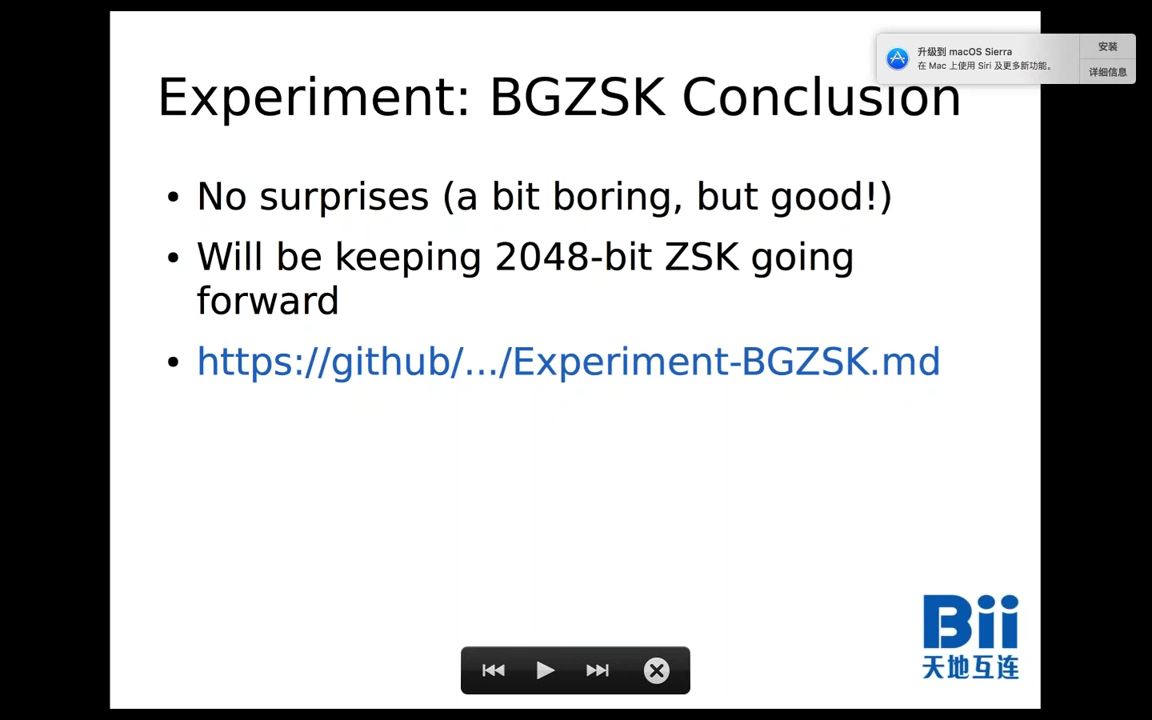 升级到 macOS Sierra
在 Mac 上使用 Siri 及更多新功能。
安装
详细信息
Experiment: BGZSK Conclusion
• No surprises (a bit boring, but good!)
• Will be keeping 2048-bit ZSK going
forward
• https://github/.../Experiment-BGZSK.md
Bii
天地互连